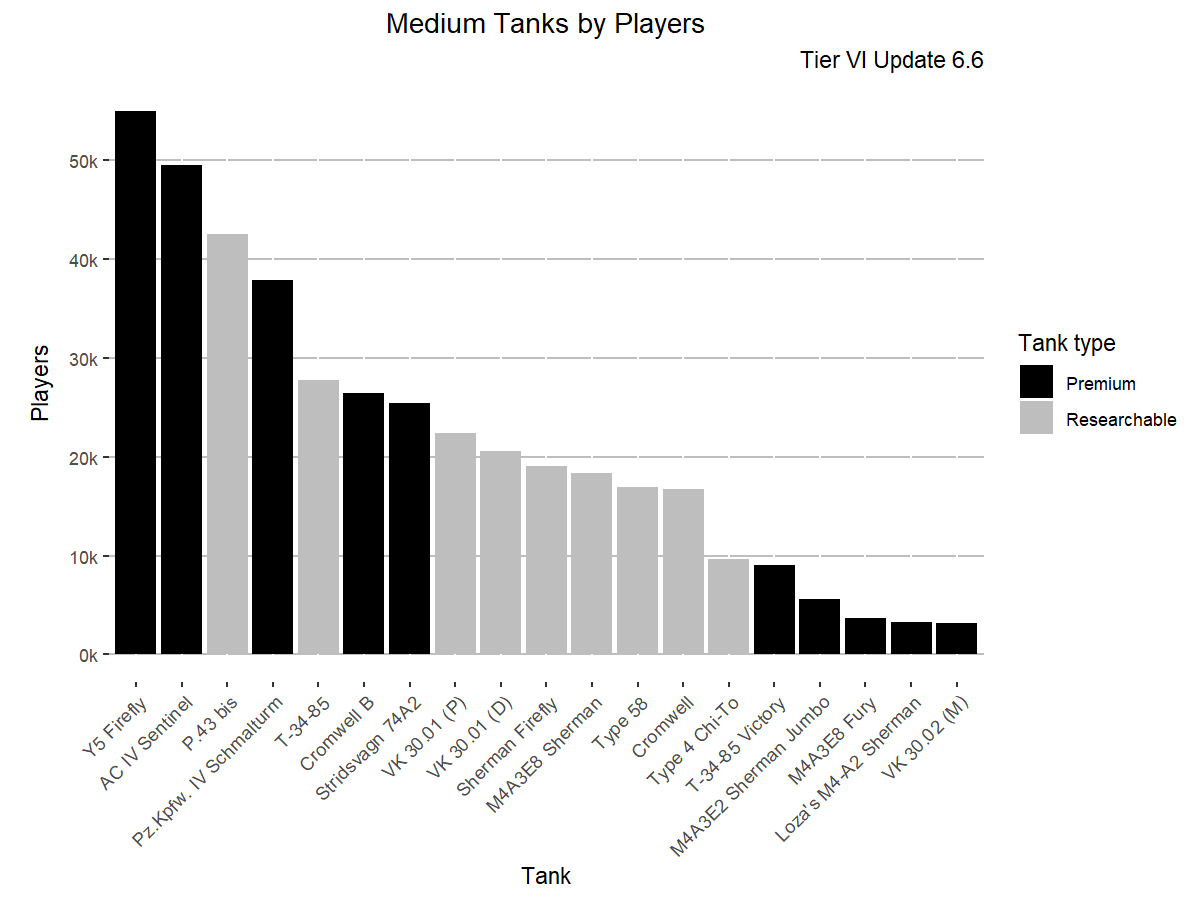 Medium Tanks by Players
Tier VI Update 6.6
Players
50k
40k
30k
20k
10k
0k
Y5 Firefly
AC IV Sentinel
P.43 bis
Pz.Kpfw. IV Schmalturm
T-34-85
Cromwell B
Stridsvagn 74A2
VK 30.01 (P)
VK 30.01 (D)
Sherman Firefly
M4A3E8 Sherman
Type 58
Cromwell
Type 4 Chi-To
T-34-85 Victory
M4A3E2 Sherman Jumbo
M4A3E8 Fury
Loza's M4-A2 Sherman
VK 30.02 (M)
Tank
Tank type
Premium
Researchable